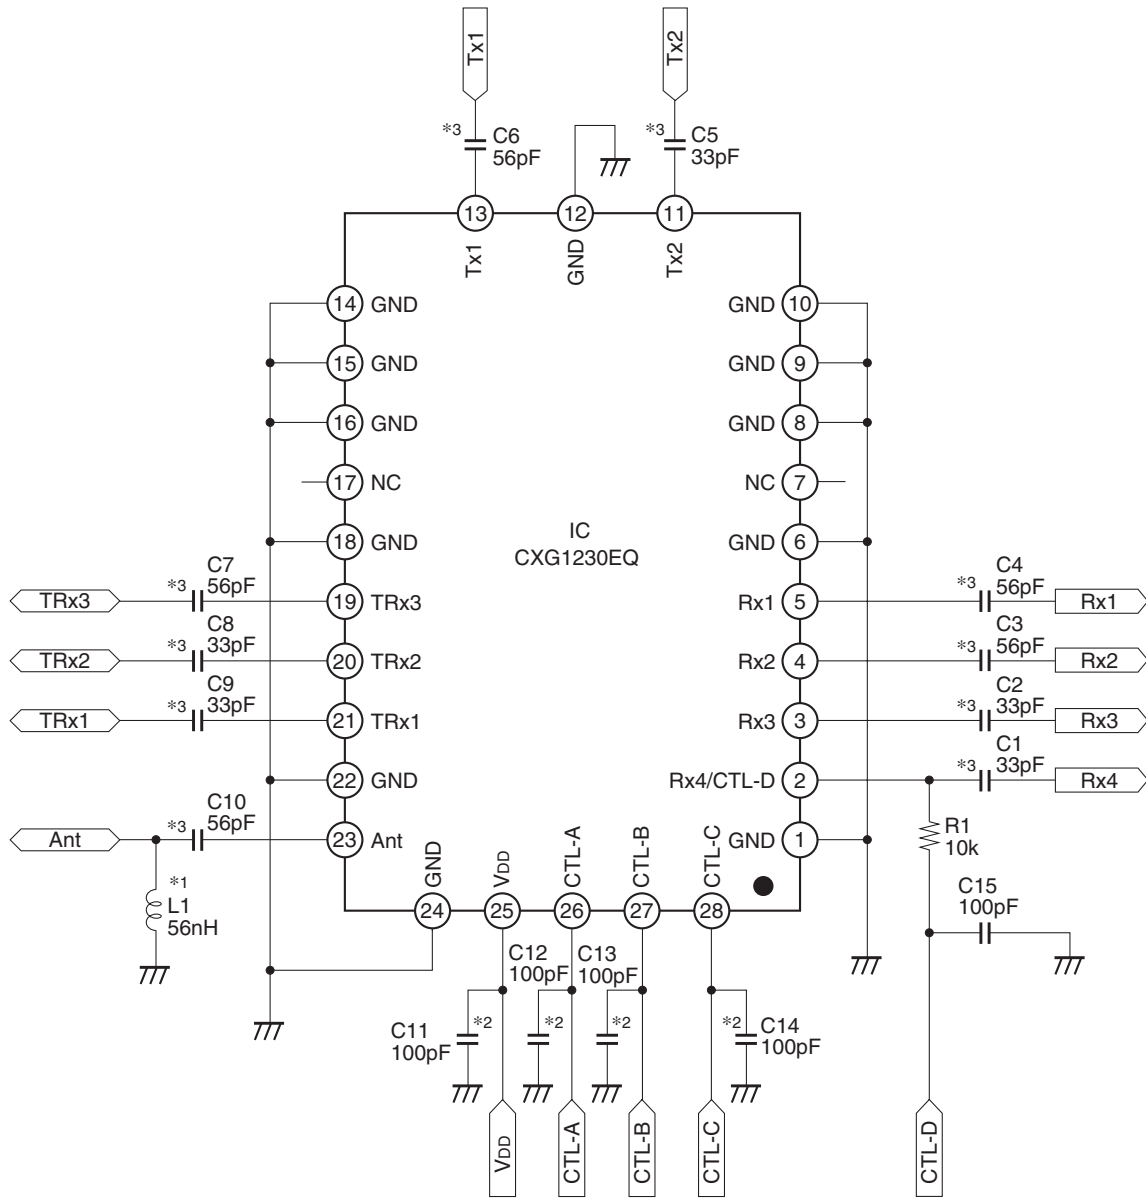 Tx1
Tx2
*3 C6
56pF
*3 C5
33pF
13 12 11
Tx1 GND Tx2
14 GND
GND 10
15 GND
GND 9
16 GND
GND 8
17 NC
NC 7
IC
CXG1230EQ
18 GND
GND 6
TRx3 *3 C7
56pF
19 TRx3
Rx1 5
*3 C4
56pF
Rx1
TRx2 *3 C8
33pF
20 TRx2
Rx2 4
*3 C3
56pF
Rx2
TRx1 *3 C9
33pF
21 TRx1
Rx3 3
*3 C2
33pF
Rx3
22 GND
Rx4/CTL-D 2
*3 C1
33pF
Rx4
Ant *3 C10
56pF
23 Ant
GND 1
R1
10k
*1
L1
56nH
GND VDD CTL-A CTL-B CTL-C
24 25 26 27 28
C15
100pF
C12
100pF
C13
100pF
C11
100pF
*2 *2 *2 *2
C14
100pF
VDD CTL-A CTL-B CTL-C CTL-D